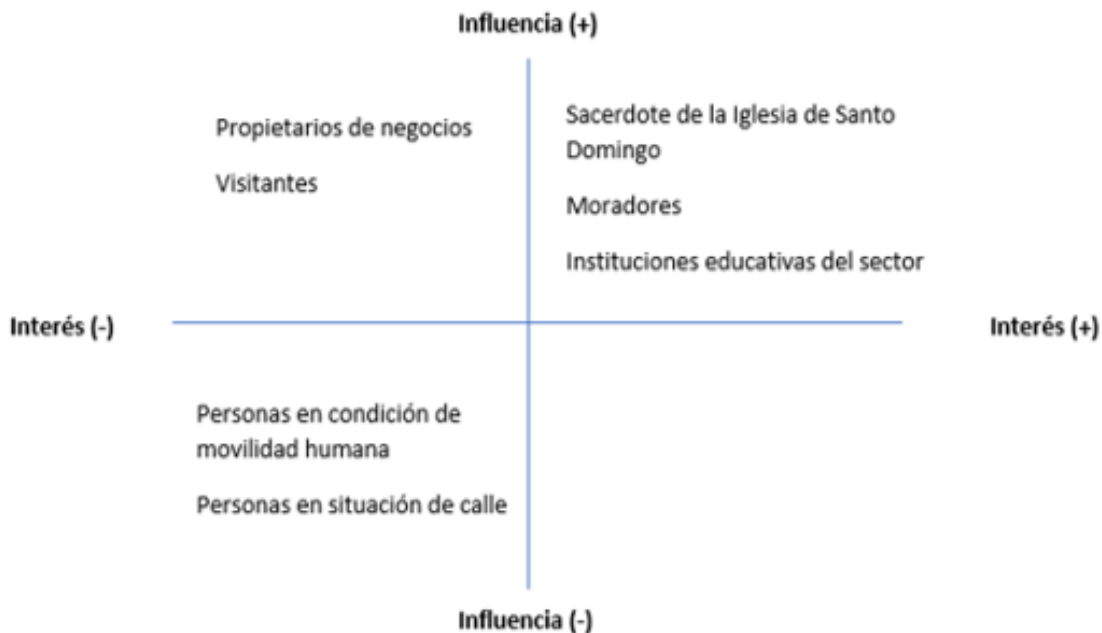 Influencia (+)
Propietarios de negocios
Visitantes
Sacerdote de la Iglesia de Santo
Domingo
Moradores
Instituciones educativas del sector
Interés (-)
Interés (+)
Personas en condición de
movilidad humana
Personas en situación de calle
Influencia (-)